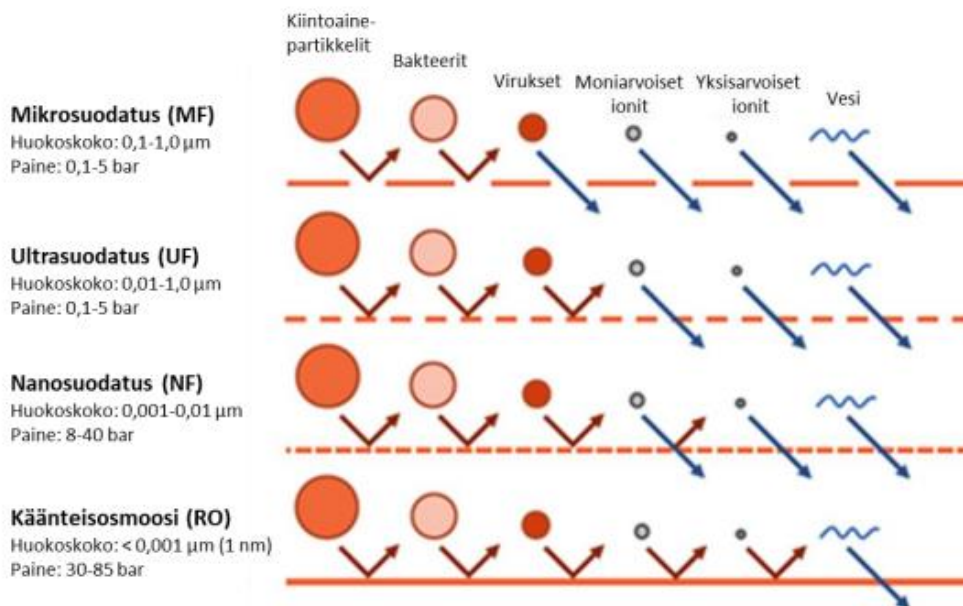 Kiintoaine-
partikkelit
Bakteerit
Virukset
Moniarvoiset
ionit
Yksisarvoiset
ionit
Vesi
Mikrosuodatus (MF)
Huokoskoko: 0,1-1,0 µm
Paine: 0,1-5 bar
Ultrasuodatus (UF)
Huokoskoko: 0,01-1,0 µm
Paine: 0,1-5 bar
Nanosuodatus (NF)
Huokoskoko: 0,001-0,01 µm
Paine: 8-40 bar
Käänteisosmoosi (RO)
Huokoskoko: < 0,001 µm (1 nm)
Paine: 30-85 bar